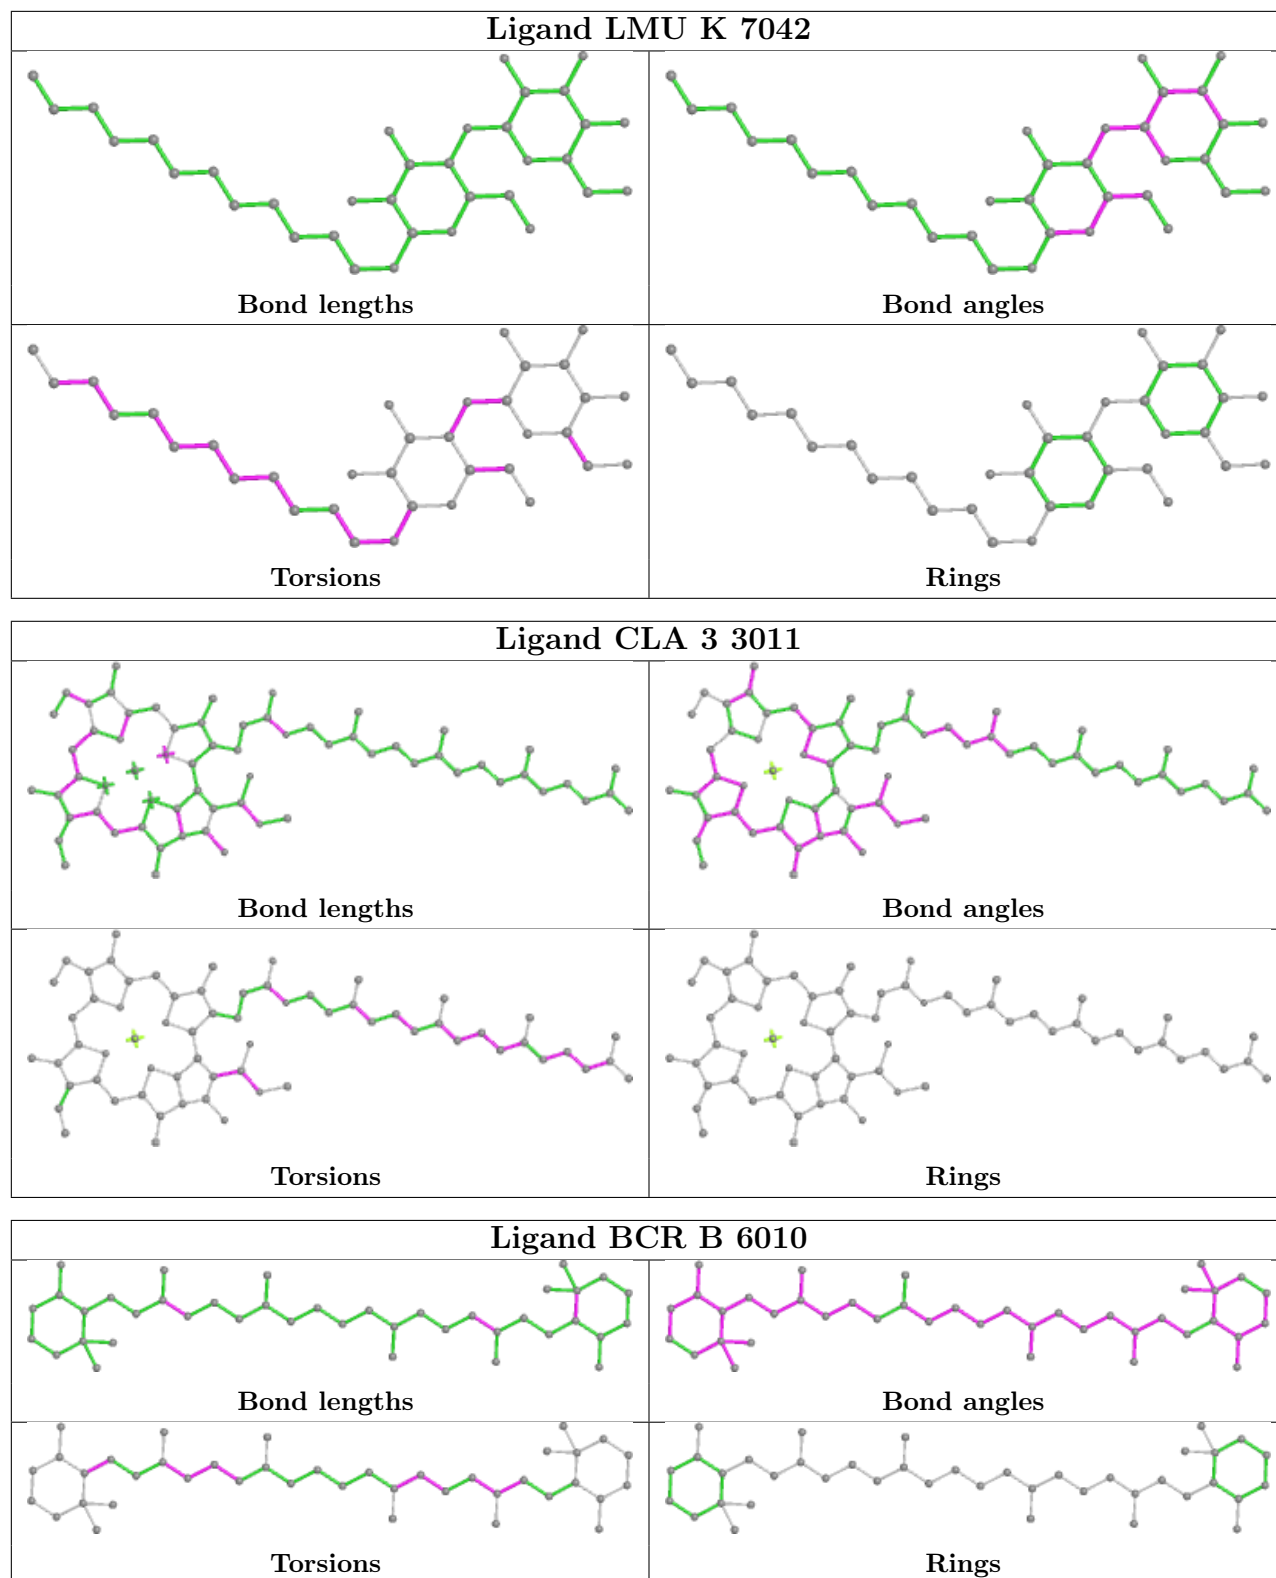 Ligand LMU K 7042
Bond lengths
Bond angles
Torsions
Rings
Ligand CLA 3 3011
Bond lengths
Bond angles
Torsions
Rings
Ligand BCR B 6010
Bond lengths
Bond angles
Torsions
Rings